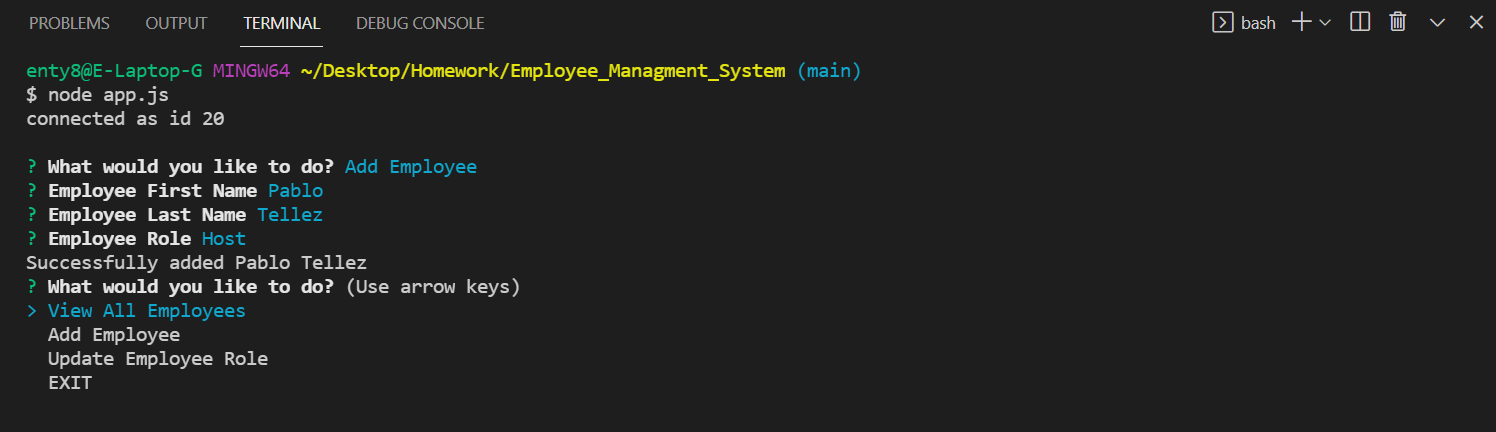 PROBLEMS OUTPUT TERMINAL DEBUG CONSOLE bash
enty8@E-Laptop-G MINGW64 ~/Desktop/Homework/Employee_Managment_System (main)
$ node app.js
connected as id 20
? What would you like to do? Add Employee
? Employee First Name Pablo
? Employee Last Name Tellez
? Employee Role Host
Successfully added Pablo Tellez
? What would you like to do? (Use arrow keys)
> View All Employees
Add Employee
Update Employee Role
EXIT